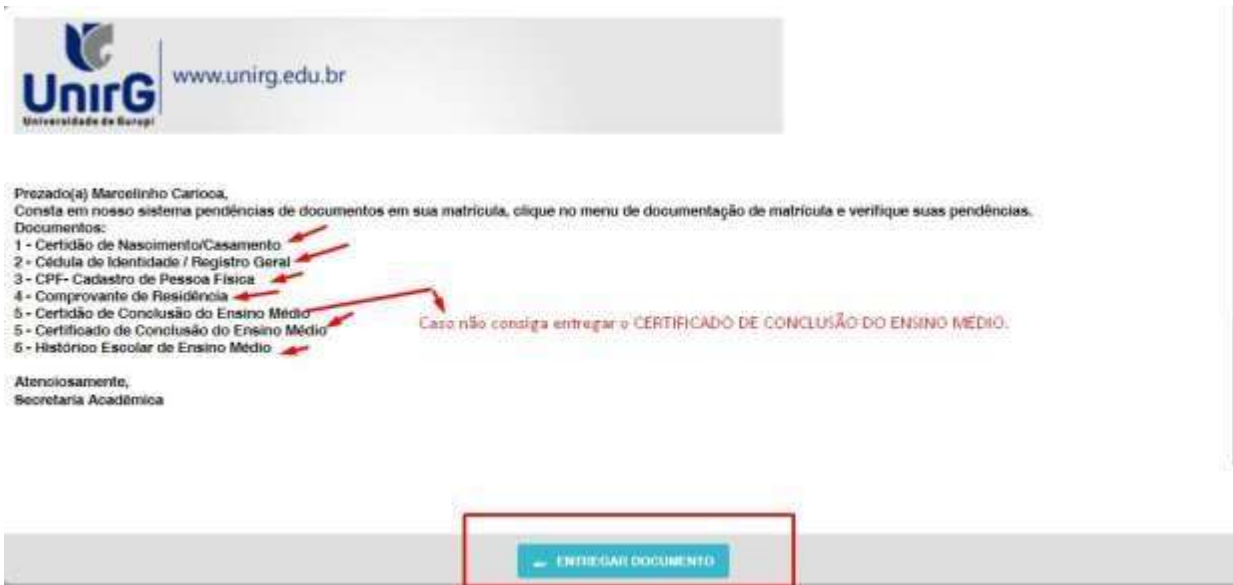 UnirG
Universidade de Gurupi
www.unirg.edu.br
Prezado(a) Marcelinho Carioca,
Consta em nosso sistema pendências de documentos em sua matrícula, clique no menu de documentação de matrícula e verifique suas pendências.
Documentos:
1 - Certidão de Nascimento/Casamento
2 - Cédula de Identidade / Registro Geral
3 - CPF- Cadastro de Pessoa Física
4 - Comprovante de Residência
5 - Certidão de Conclusão do Ensino Médio
5 - Certificado de Conclusão do Ensino Médio
6 - Histórico Escolar de Ensino Médio
Caso não consiga entregar o CERTIFICADO DE CONCLUSÃO DO ENSINO MÉDIO.
Atenciosamente,
Secretaria Acadêmica
ENTREGAR DOCUMENTO